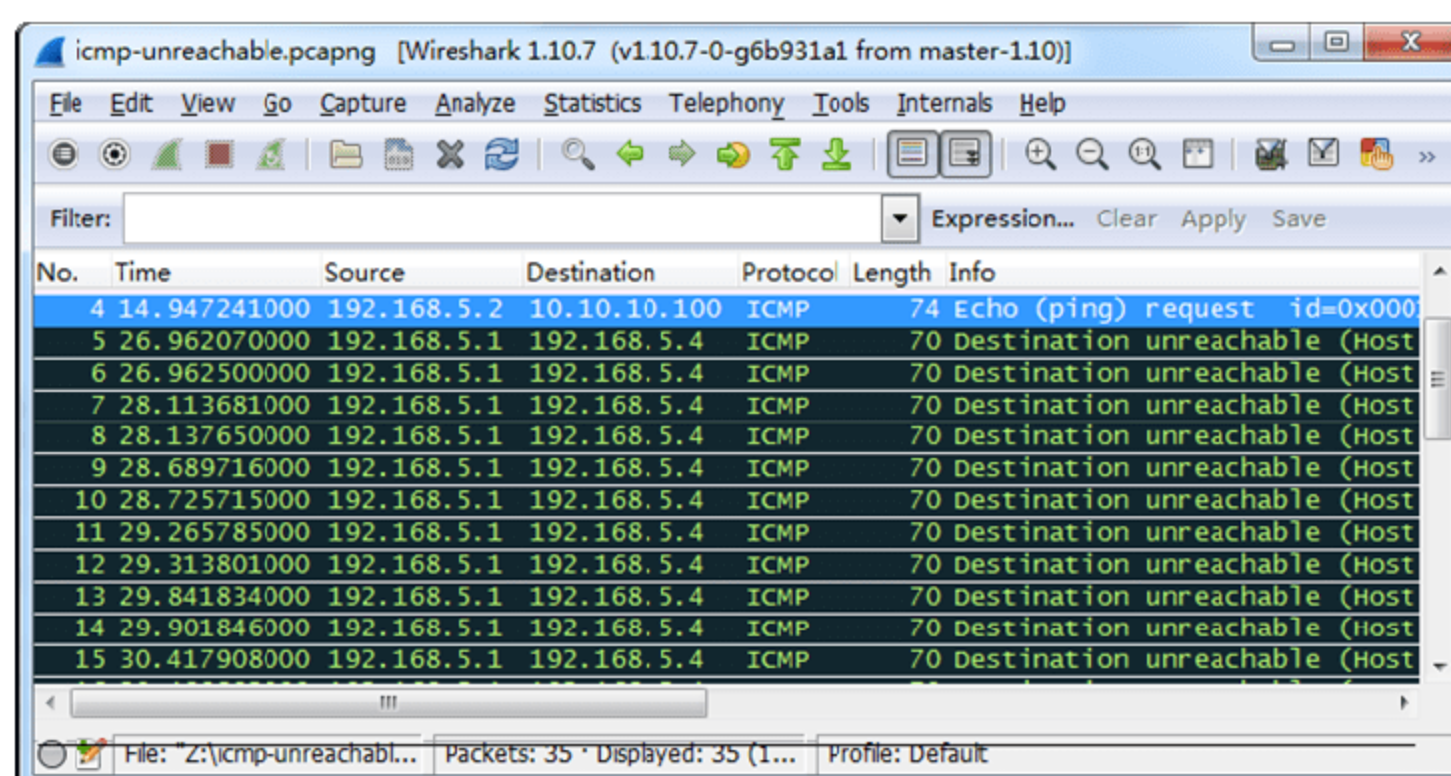 icmp-unreachable.pcapng [Wireshark 1.10.7 (v1.10.7-0-g6b931a1 from master-1.10)]
File Edit View Go Capture Analyze Statistics Telephony Tools Internals Help
Filter: Expression... Clear Apply Save
No. Time Source Destination Protocol Length Info
4 14.947241000 192.168.5.2 10.10.10.100 ICMP 74 Echo (ping) request id=0x000
5 26.962070000 192.168.5.1 192.168.5.4 ICMP 70 Destination unreachable (Host
6 26.962500000 192.168.5.1 192.168.5.4 ICMP 70 Destination unreachable (Host
7 28.113681000 192.168.5.1 192.168.5.4 ICMP 70 Destination unreachable (Host
8 28.137650000 192.168.5.1 192.168.5.4 ICMP 70 Destination unreachable (Host
9 28.689716000 192.168.5.1 192.168.5.4 ICMP 70 Destination unreachable (Host
10 28.725715000 192.168.5.1 192.168.5.4 ICMP 70 Destination unreachable (Host
11 29.265785000 192.168.5.1 192.168.5.4 ICMP 70 Destination unreachable (Host
12 29.313801000 192.168.5.1 192.168.5.4 ICMP 70 Destination unreachable (Host
13 29.841834000 192.168.5.1 192.168.5.4 ICMP 70 Destination unreachable (Host
14 29.901846000 192.168.5.1 192.168.5.4 ICMP 70 Destination unreachable (Host
15 30.417908000 192.168.5.1 192.168.5.4 ICMP 70 Destination unreachable (Host
File: "Z:\icmp-unreachabl... Packets: 35 · Displayed: 35 (1... Profile: Default